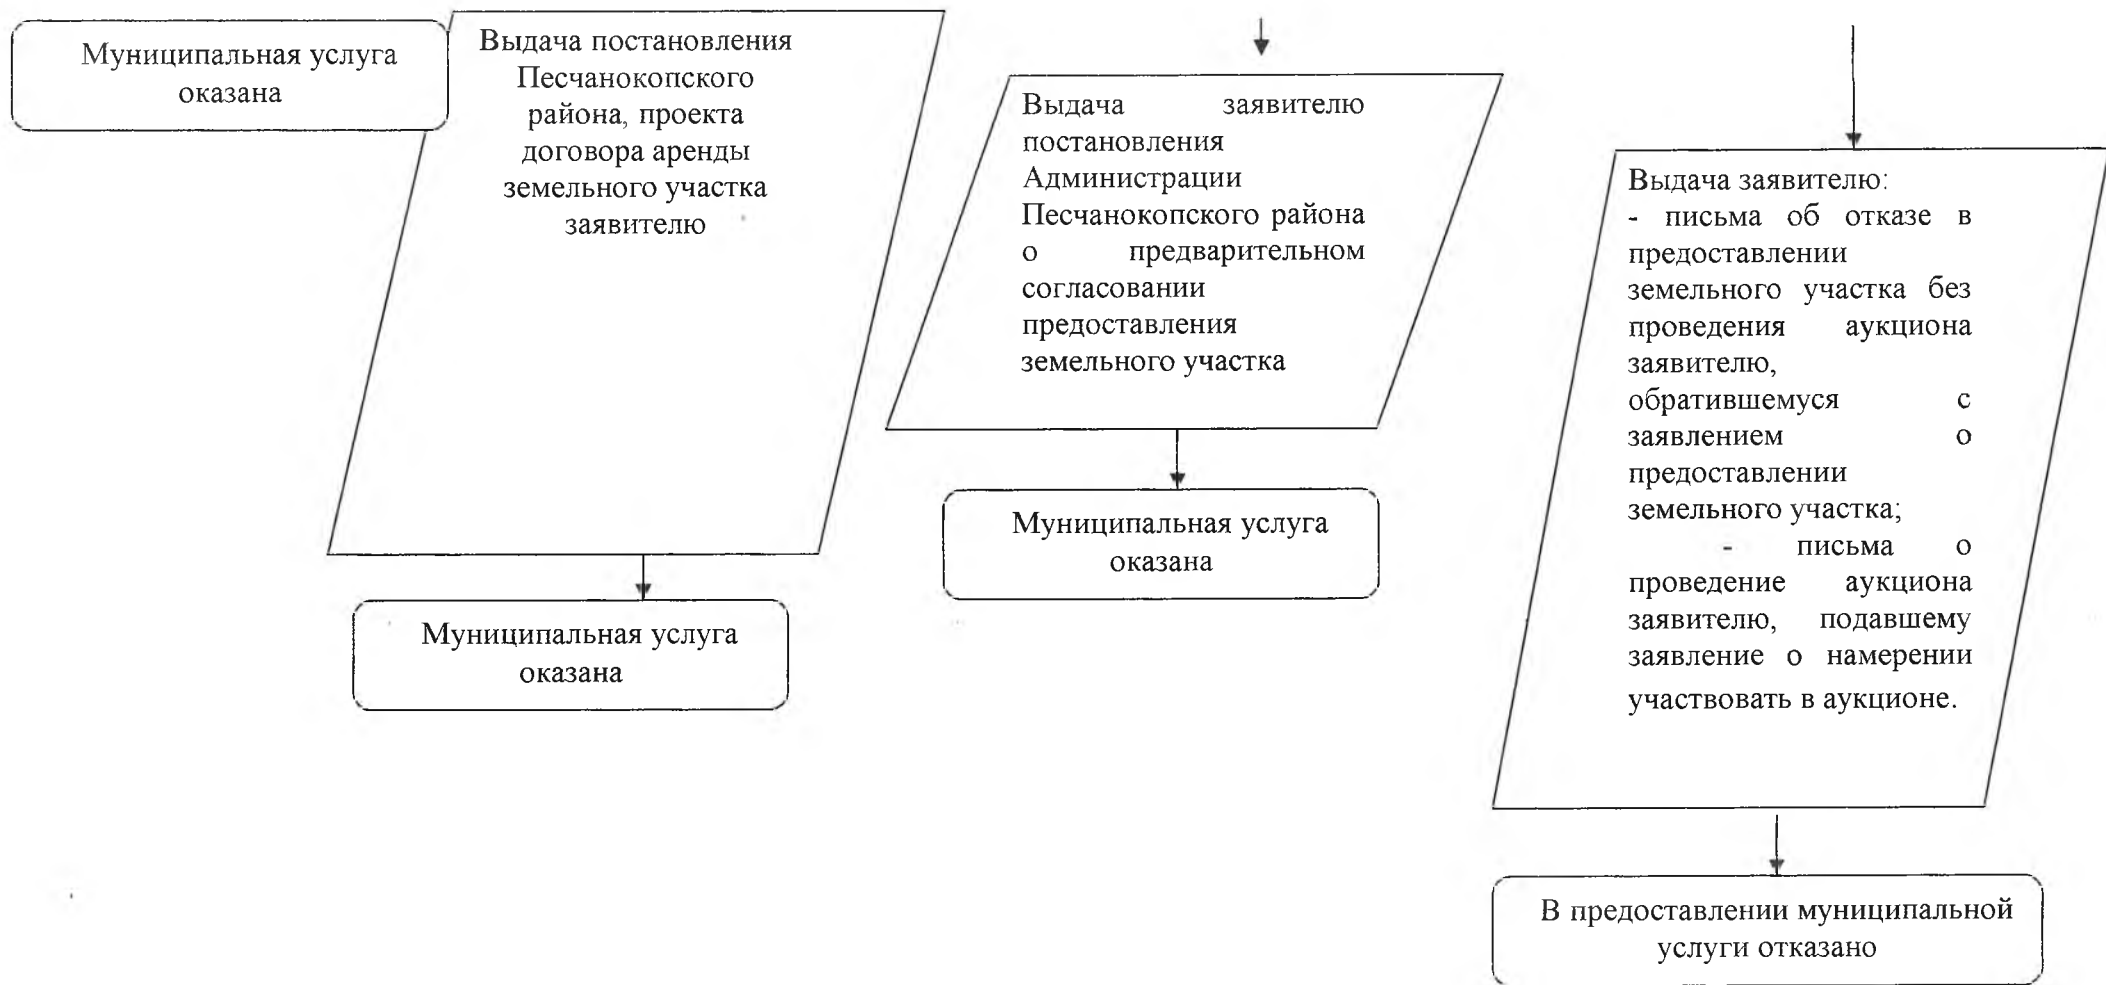 Муниципальная услуга
оказана
Выдача постановления
Песчанокопского
района, проекта
договора аренды
земельного участка
заявителю
Муниципальная услуга
оказана
Выдача заявителю
постановления
Администрации
Песчанокопского района
о предварительном
согласовании
предоставления
земельного участка
Муниципальная услуга
оказана
Выдача заявителю:
- письма об отказе в
предоставлении
земельного участка без
проведения аукциона
заявителю,
обратившемуся с
заявлением о
предоставлении
земельного участка;
- письма о
проведение аукциона
заявителю, подавшему
заявление о намерении
участвовать в аукционе.
В предоставлении муниципальной
услуги отказано